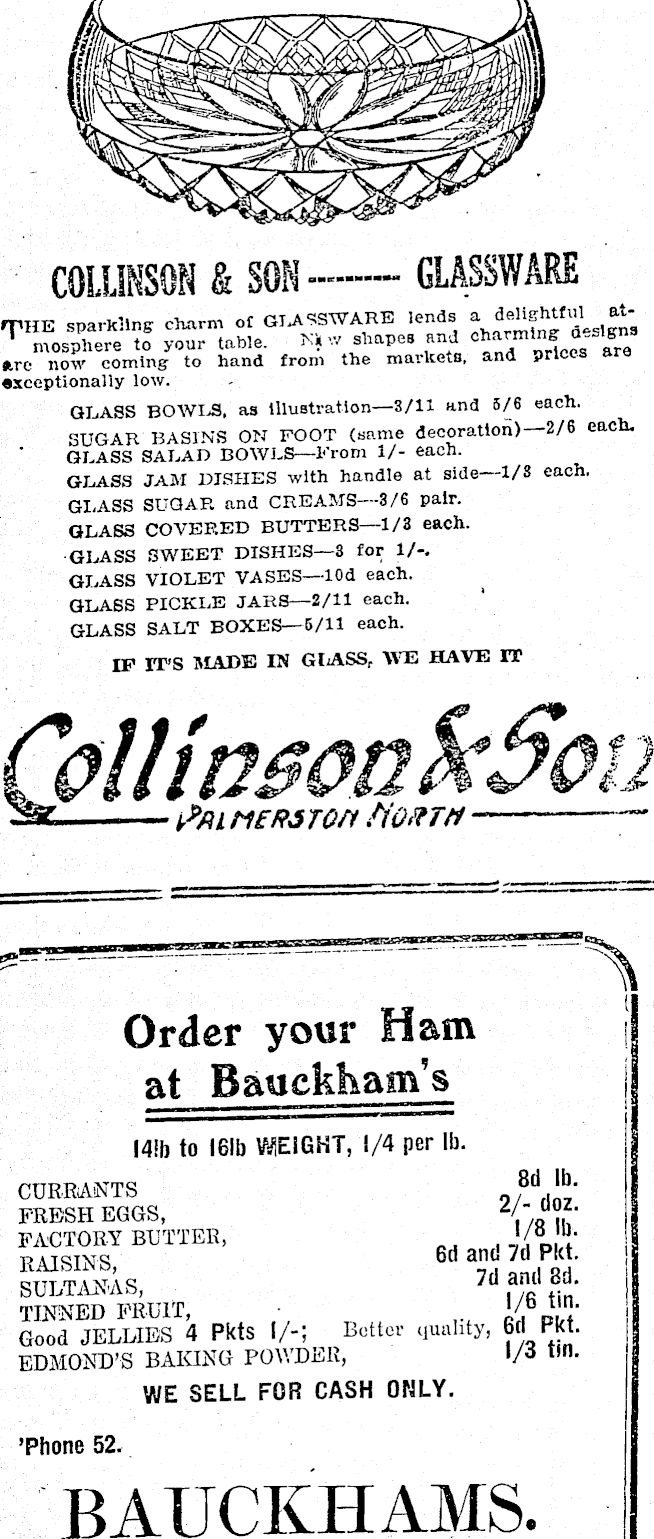 COLLINSON & SON --------- GLASSWARE
THE sparkling charm of GLASSWARE lends a delightful at-
mosphere to your table. New shapes and charming designs
are now coming to hand from the markets, and prices are
exceptionally low.
GLASS BOWLS, as illustration—3/11 and 5/6 each.
SUGAR BASINS ON FOOT (same decoration)—2/6 each.
GLASS SALAD BOWLS—From 1/- each.
GLASS JAM DISHES with handle at side—1/3 each.
GLASS SUGAR and CREAMS—3/6 pair.
GLASS COVERED BUTTERS—1/3 each.
GLASS SWEET DISHES—3 for 1/-.
GLASS VIOLET VASES—10d each.
GLASS PICKLE JARS—2/11 each.
GLASS SALT BOXES—5/11 each.
IF IT'S MADE IN GLASS, WE HAVE IT
Collinson & Son
PALMERSTON NORTH
Order your Ham
at Bauckham's
14lb to 16lb WEIGHT, 1/4 per lb.
CURRANTS 8d lb.
FRESH EGGS, 2/- doz.
FACTORY BUTTER, 1/8 lb.
RAISINS, 6d and 7d Pkt.
SULTANAS, 7d and 8d.
TINNED FRUIT, 1/6 tin.
Good JELLIES 4 Pkts 1/-; Better quality, 6d Pkt.
EDMOND'S BAKING POWDER, 1/3 tin.
WE SELL FOR CASH ONLY.
'Phone 52.
BAUCKHAMS.